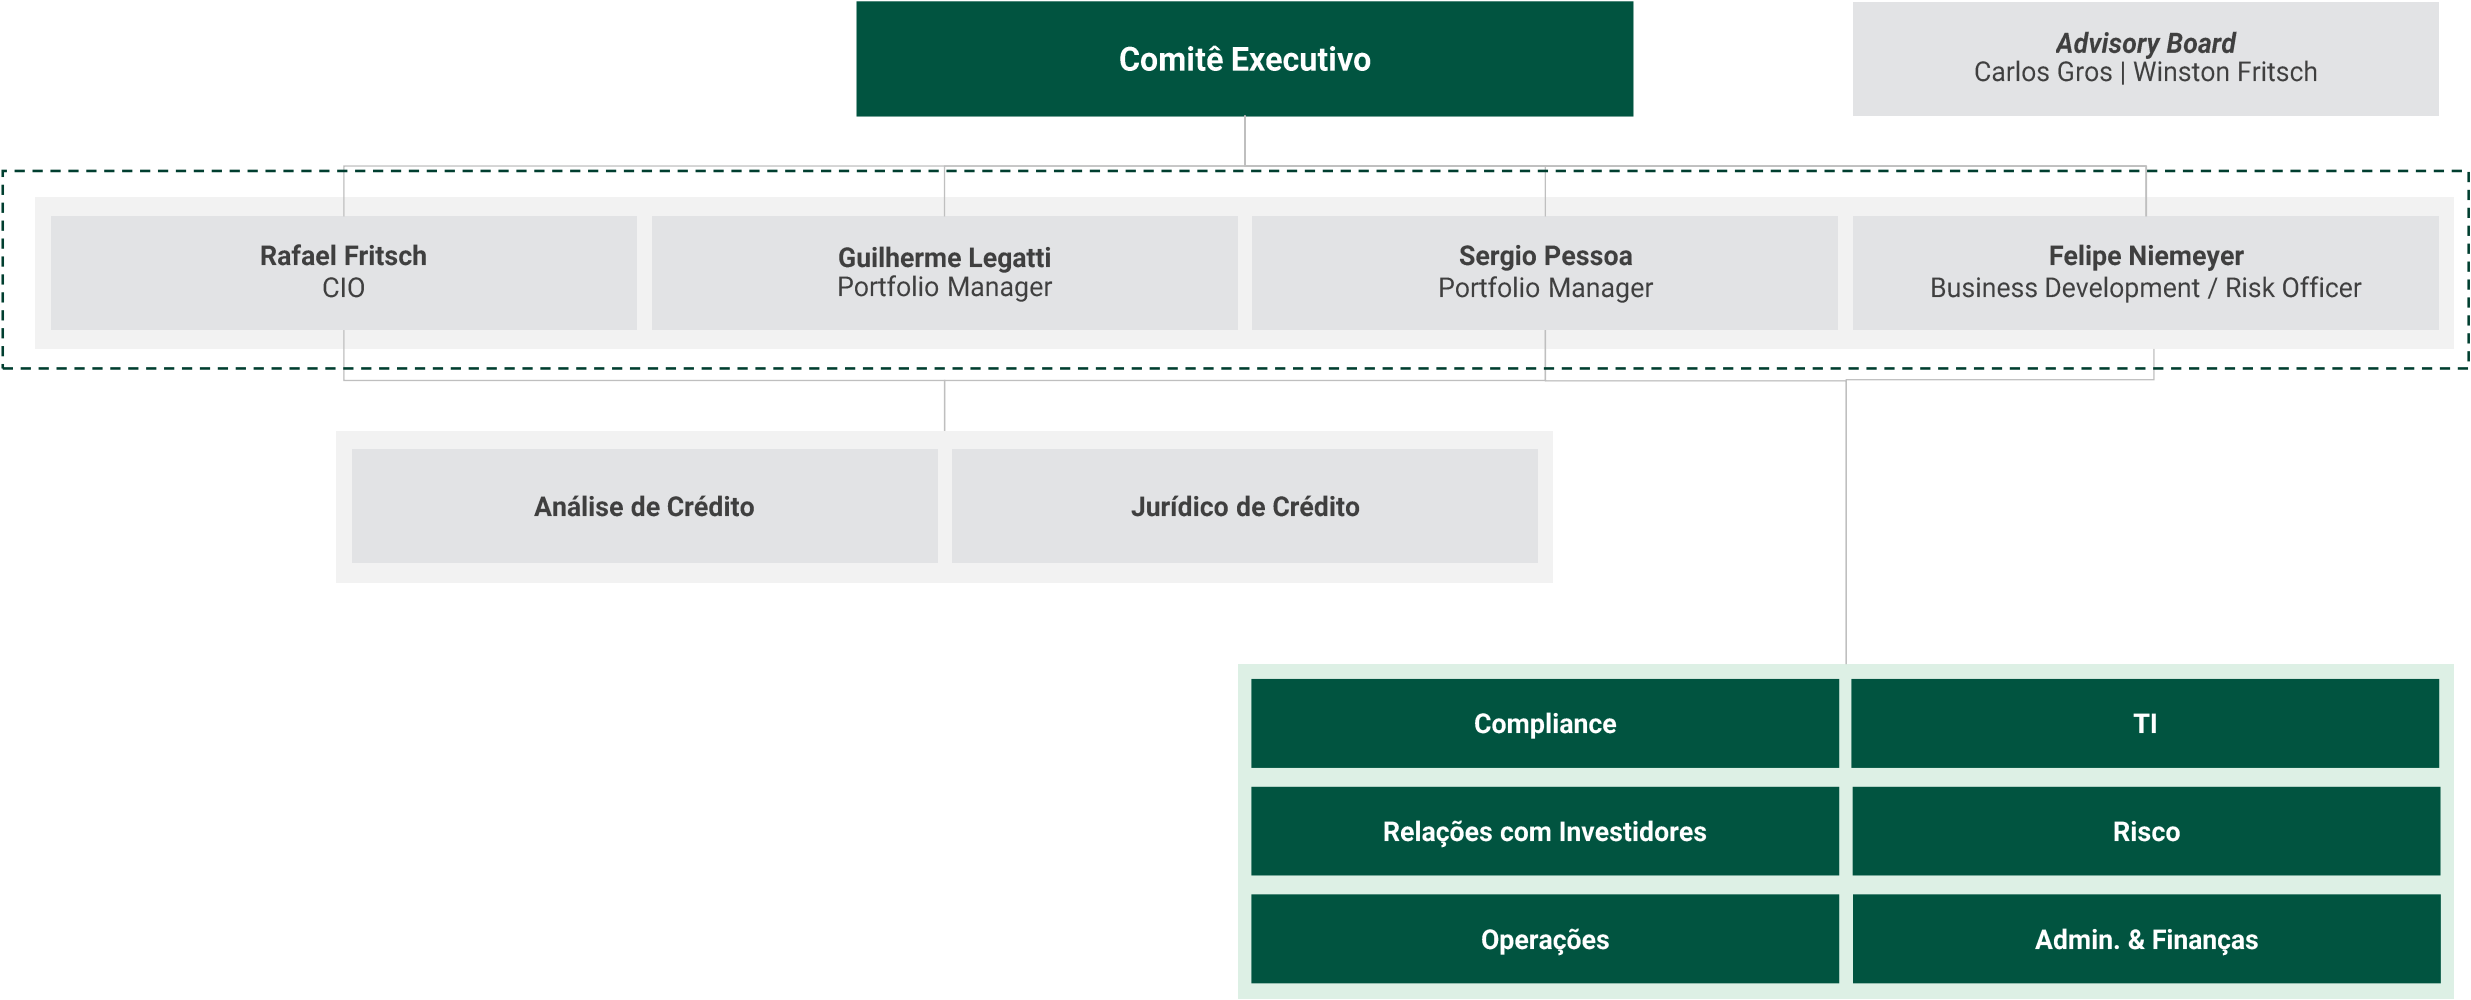 Comitê Executivo
Advisory Board
Carlos Gros | Winston Fritsch
Rafael Fritsch
CIO
Guilherme Legatti
Portfolio Manager
Sergio Pessoa
Portfolio Manager
Felipe Niemeyer
Business Development / Risk Officer
Análise de Crédito
Jurídico de Crédito
Compliance
TI
Relações com Investidores
Risco
Operações
Admin. & Finanças